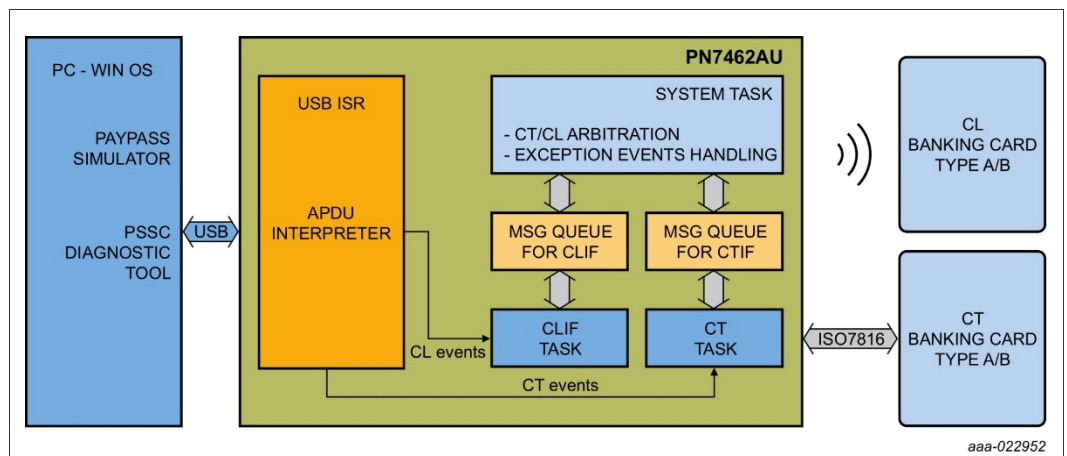 PC - WIN OS
PAYPASS
SIMULATOR
PSSC
DIAGNOSTIC
TOOL
USB
PN7462AU
USB ISR
APDU
INTERPRETER
SYSTEM TASK
- CT/CL ARBITRATION
- EXCEPTION EVENTS HANDLING
MSG QUEUE
FOR CLIF
MSG QUEUE
FOR CTIF
CLIF
TASK
CT
TASK
CL events
CT events
CL
BANKING CARD
TYPE A/B
ISO7816
CT
BANKING CARD
TYPE A/B
aaa-022952